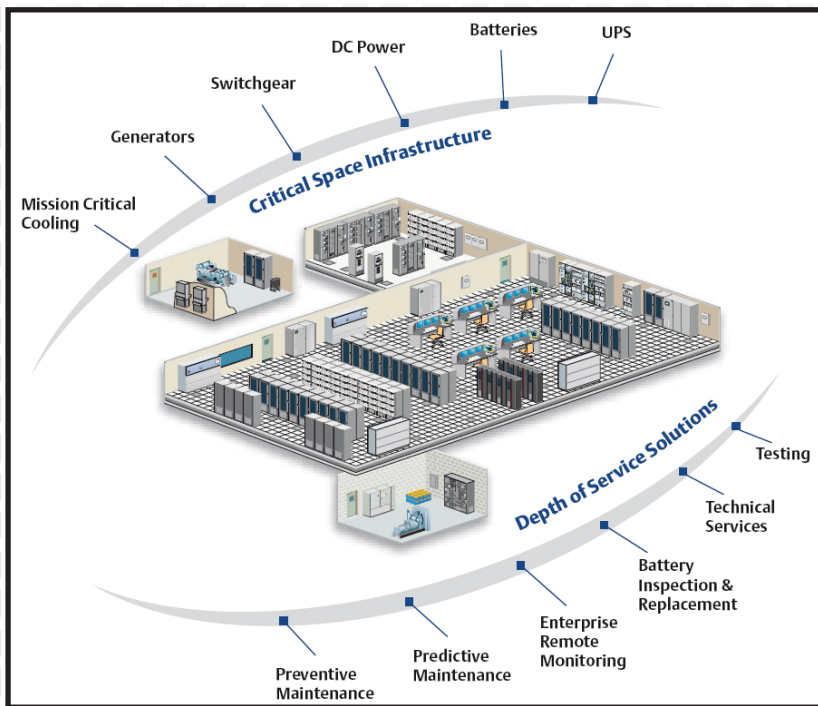 Batteries
UPS
DC Power
Switchgear
Generators
Mission Critical
Cooling
Critical Space Infrastructure
Depth of Service Solutions
Testing
Technical
Services
Battery
Inspection &
Replacement
Enterprise
Remote
Monitoring
Predictive
Maintenance
Preventive
Maintenance